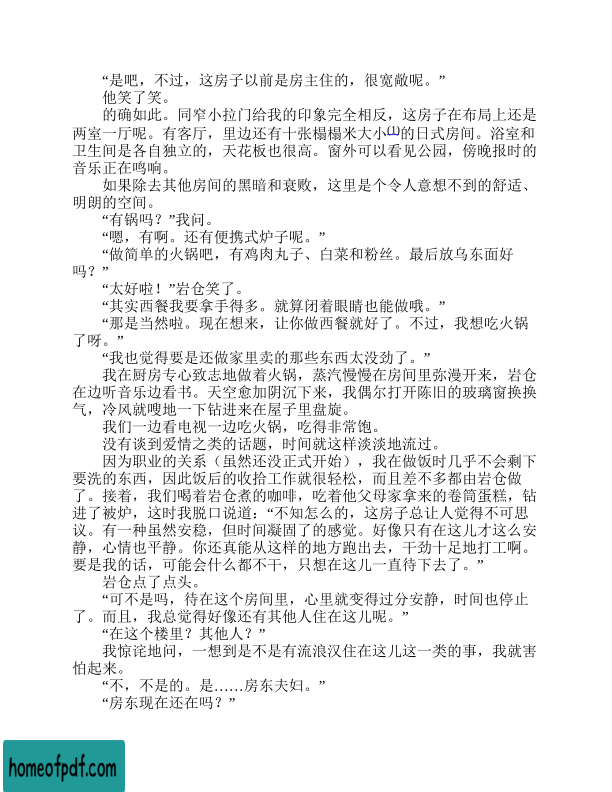 “是吧，不过，这房子以前是房主住的，很宽敞呢。”
他笑了笑。
的确如此。同窄小拉门给我的印象完全相反，这房子在布局上还是
两室一厅呢。有客厅，里边还有十张榻榻米大小[1]的日式房间。浴室和
卫生间是各自独立的，天花板也很高。窗外可以看见公园，傍晚报时的
音乐正在鸣响。
如果除去其他房间的黑暗和衰败，这里是个令人意想不到的舒适、
明朗的空间。
“有锅吗？”我问。
“嗯，有啊。还有便携式炉子呢。”
“做简单的火锅吧，有鸡肉丸子、白菜和粉丝。最后放乌东面好
吗？”
“太好啦！”岩仓笑了。
“其实西餐我要拿手得多。就算闭着眼睛也能做哦。”
“那是当然啦。现在想来，让你做西餐就好了。不过，我想吃火锅
了呀。”
“我也觉得要是还做家里卖的那些东西太没劲了。”
我在厨房专心致志地做着火锅，蒸汽慢慢在房间里弥漫开来，岩仓
在边听音乐边看书。天空愈加阴沉下来，我偶尔打开陈旧的玻璃窗换换
气，冷风就嗖地一下钻进来在屋子里盘旋。
我们一边看电视一边吃火锅，吃得非常饱。
没有谈到爱情之类的话题，时间就这样淡淡地流过。
因为职业的关系（虽然还没正式开始），我在做饭时几乎不会剩下
要洗的东西，因此饭后的收拾工作就很轻松，而且差不多都由岩仓做
了。接着，我们喝着岩仓煮的咖啡，吃着他父母家拿来的卷筒蛋糕，钻
进了被炉，这时我脱口说道：“不知怎么的，这房子总让人觉得不可思
议。有一种虽然安稳，但时间凝固了的感觉。好像只有在这儿才这么安
静，心情也平静。你还真能从这样的地方跑出去，干劲十足地打工啊。
要是我的话，可能会什么都不干，只想在这儿一直待下去了。”
岩仓点了点头。
“可不是吗，待在这个房间里，心里就变得过分安静，时间也停止
了。而且，我总觉得好像还有其他人住在这儿呢。”
“在这个楼里？其他人？”
我惊诧地问，一想到是不是有流浪汉住在这儿这一类的事，我就害
怕起来。
“不，不是的。是……房东夫妇。”
“房东现在还在吗？”
homeofpdf.com